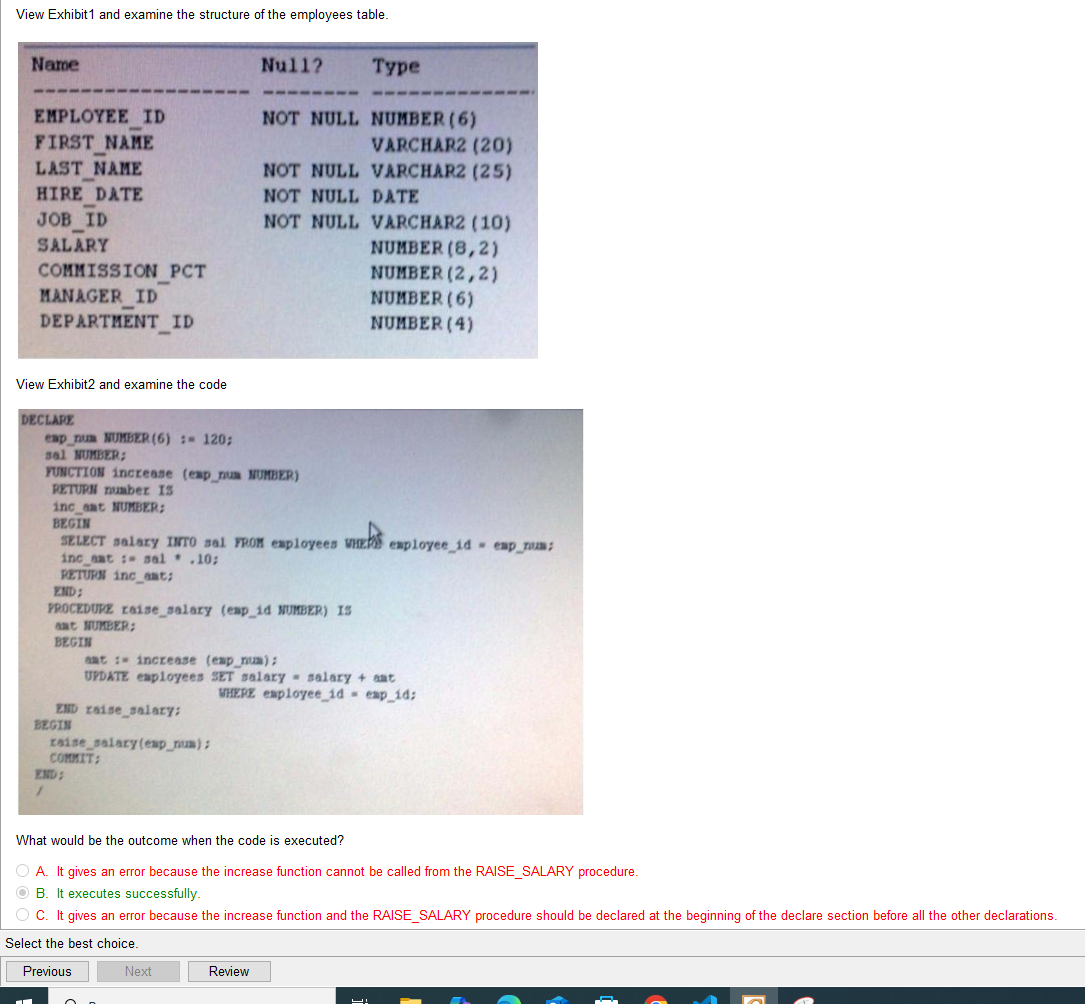 View Exhibit1 and examine the structure of the employees table.
Name Null? Type
------------------ -------- --------------
EMPLOYEE_ID NOT NULL NUMBER(6)
FIRST_NAME VARCHAR2(20)
LAST_NAME NOT NULL VARCHAR2(25)
HIRE_DATE NOT NULL DATE
JOB_ID NOT NULL VARCHAR2(10)
SALARY NUMBER(8,2)
COMMISSION_PCT NUMBER(2,2)
MANAGER_ID NUMBER(6)
DEPARTMENT_ID NUMBER(4)
View Exhibit2 and examine the code
DECLARE
emp_num NUMBER(6) := 120;
sal NUMBER;
FUNCTION increase (emp_num NUMBER)
RETURN number IS
inc_amt NUMBER;
BEGIN
SELECT salary INTO sal FROM employees WHERE employee_id = emp_num;
inc_amt := sal * .10;
RETURN inc_amt;
END;
PROCEDURE raise_salary (emp_id NUMBER) IS
amt NUMBER;
BEGIN
amt := increase (emp_num);
UPDATE employees SET salary = salary + amt
WHERE employee_id = emp_id;
END raise_salary;
BEGIN
raise_salary(emp_num);
COMMIT;
END;
/
What would be the outcome when the code is executed?
A. It gives an error because the increase function cannot be called from the RAISE_SALARY procedure.
B. It executes successfully.
C. It gives an error because the increase function and the RAISE_SALARY procedure should be declared at the beginning of the declare section before all the other declarations.
Select the best choice.
Previous Next Review